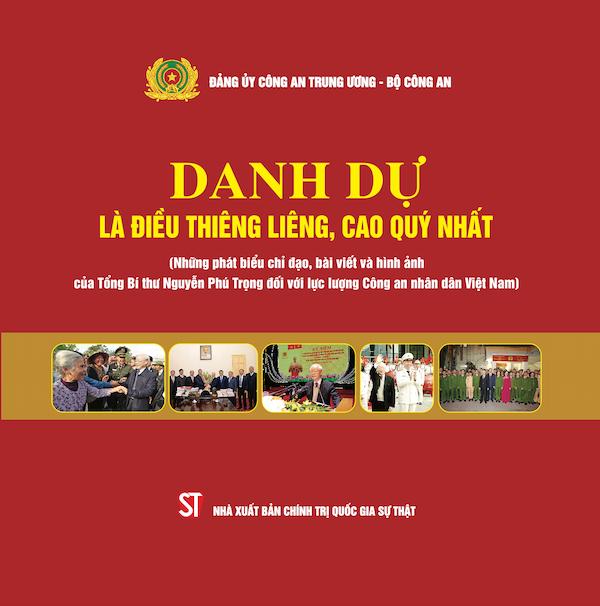 ĐẢNG ỦY CÔNG AN TRUNG ƯƠNG - BỘ CÔNG AN
DANH DỰ
LÀ ĐIỀU THIÊNG LIÊNG, CAO QUÝ NHẤT
(Những phát biểu chỉ đạo, bài viết và hình ảnh
của Tổng Bí thư Nguyễn Phú Trọng đối với lực lượng Công an nhân dân Việt Nam)
ST
NHÀ XUẤT BẢN CHÍNH TRỊ QUỐC GIA SỰ THẬT